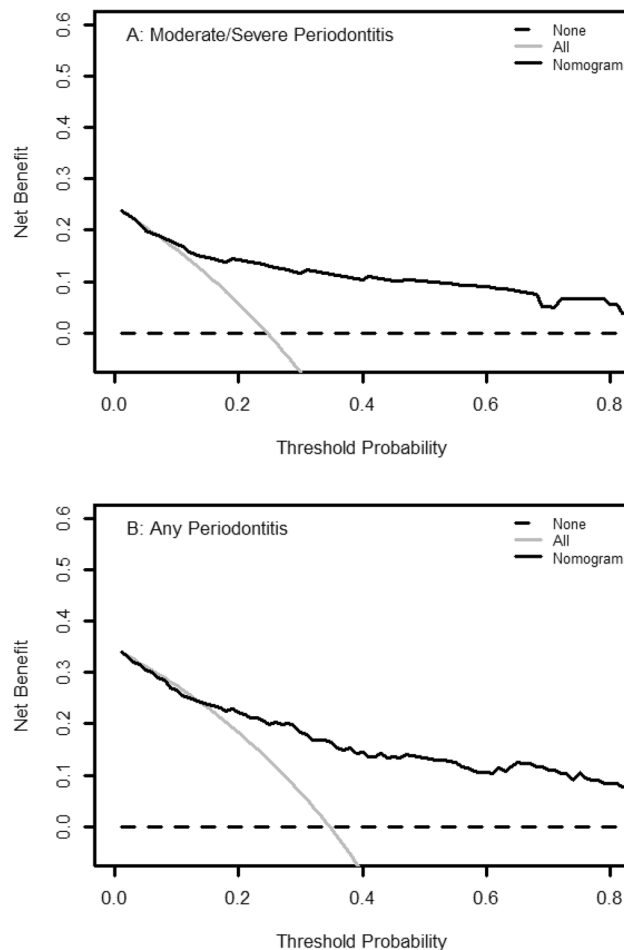 A: Moderate/Severe Periodontitis
None
All
Nomogram
Net Benefit
0.6
0.5
0.4
0.3
0.2
0.1
0.0
0.0 0.2 0.4 0.6 0.8
Threshold Probability
B: Any Periodontitis
None
All
Nomogram
Net Benefit
0.6
0.5
0.4
0.3
0.2
0.1
0.0
0.0 0.2 0.4 0.6 0.8
Threshold Probability